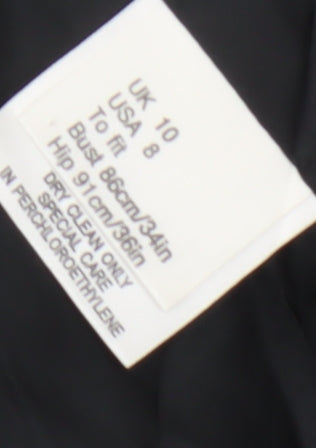 UK 10
USA 8
To fit
Bust 86cm/34in
Hip 91cm/36in
DRY CLEAN ONLY
SPECIAL CARE
IN PERCHLOROETHYLENE